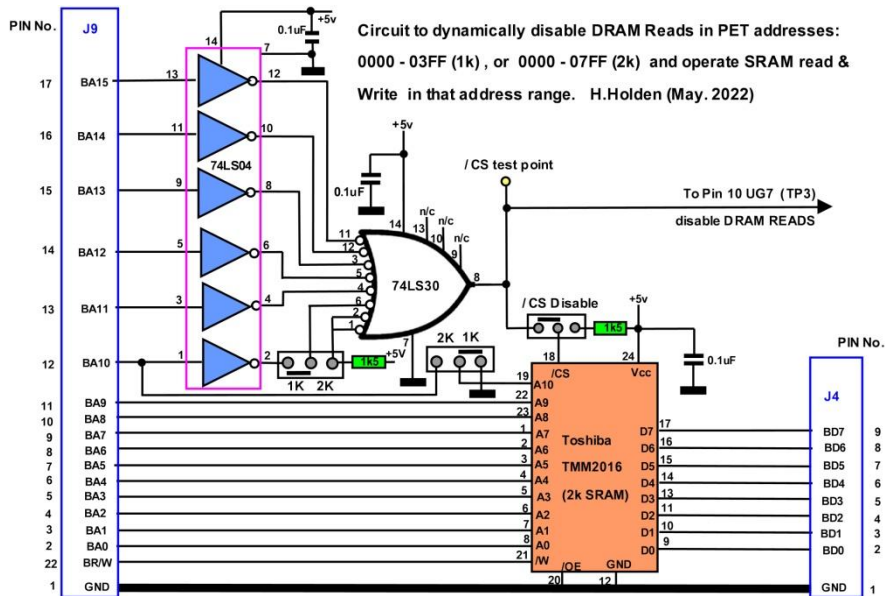 PIN No.
J9
14
+5v
0.1uF
7
Circuit to dynamically disable DRAM Reads in PET addresses:
0000 - 03FF (1k) , or 0000 - 07FF (2k) and operate SRAM read &
Write in that address range. H.Holden (May. 2022)
17 BA15 13 12
16 BA14 11 10
74LS04
15 BA13 9 8
14 BA12 5 6
13 BA11 3 4
12 BA10 1 2
+5v
0.1uF
14
13 n/c
10 n/c
9 n/c
11
12
3
5
4
6
2
1
74LS30
8
7
/CS test point
To Pin 10 UG7 (TP3)
disable DRAM READS
/CS Disable
+5v
1k5
1K 2K
1k5
+5V
2K 1K
0.1uF
18 24
/CS Vcc
19 A10
11 BA9 22 A9
10 BA8 23 A8
9 BA7 1 A7
8 BA6 2 A6
7 BA5 3 A5
6 BA4 4 A4
5 BA3 5 A3
4 BA2 6 A2
3 BA1 7 A1
2 BA0 8 A0
22 BR/W 21 /W
1 GND
Toshiba
TMM2016
(2k SRAM)
/OE GND
20 12
PIN No.
J4
D7 17 BD7 9
D6 16 BD6 8
D5 15 BD5 7
D4 14 BD4 6
D3 13 BD3 5
D2 11 BD2 4
D1 10 BD1 3
D0 9 BD0 2
GND 1